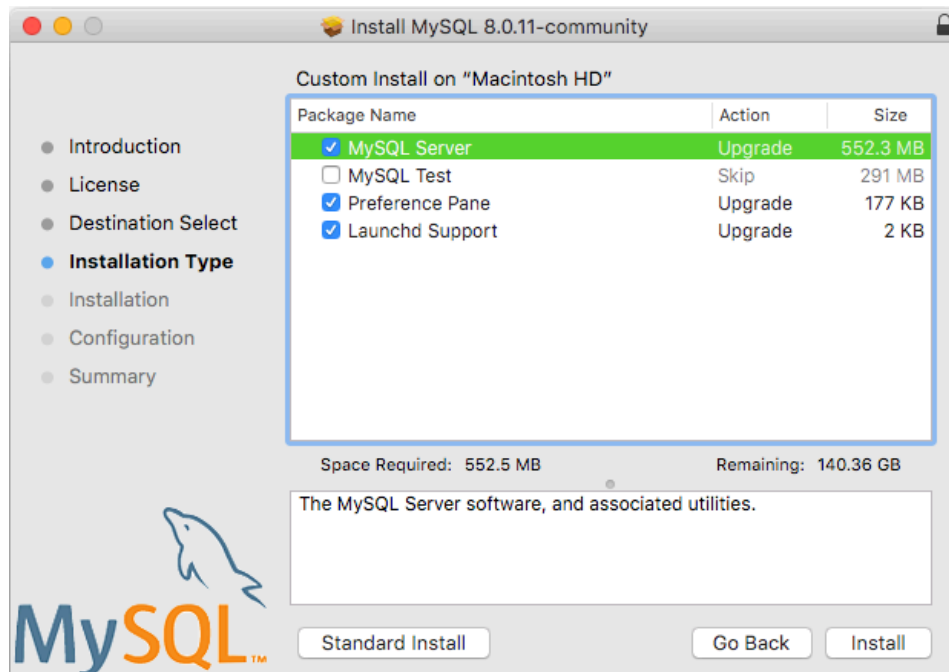 Install MySQL 8.0.11-community
Custom Install on “Macintosh HD”
Introduction
License
Destination Select
Installation Type
Installation
Configuration
Summary
Package Name Action Size
MySQL Server Upgrade 552.3 MB
MySQL Test Skip 291 MB
Preference Pane Upgrade 177 KB
Launchd Support Upgrade 2 KB
Space Required: 552.5 MB Remaining: 140.36 GB
The MySQL Server software, and associated utilities.
MySQL™
Standard Install Go Back Install